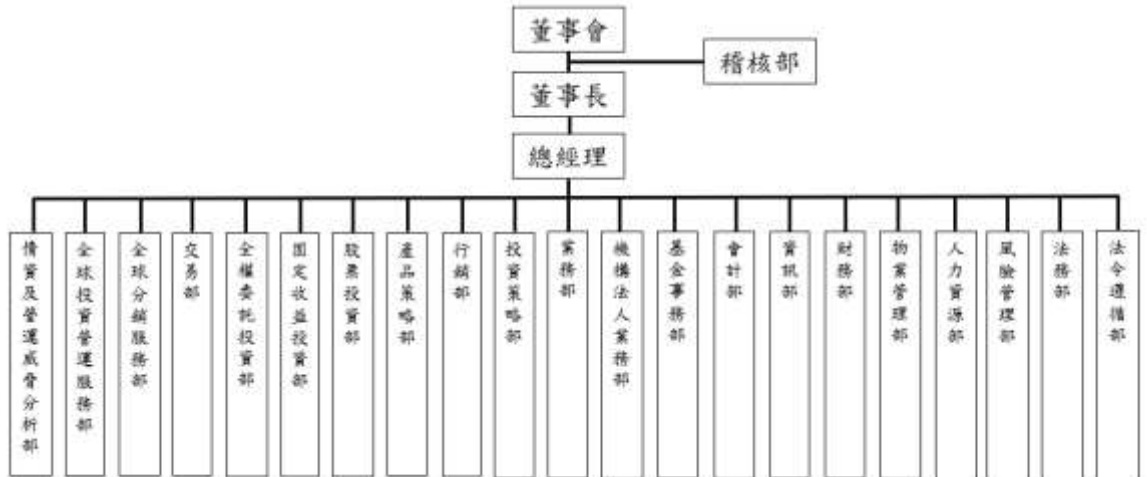 董事會
稽核部
董事長
總經理
情資及營運威脅分析部
全球投資營運服務部
全球分銷服務部
交易部
全權委託投資部
固定收益投資部
股票投資部
產品策略部
行銷部
投資策略部
業務部
機構法人業務部
基金事務部
會計部
資訊部
財務部
物業管理部
人力資源部
風險管理部
法務部
法令遵循部